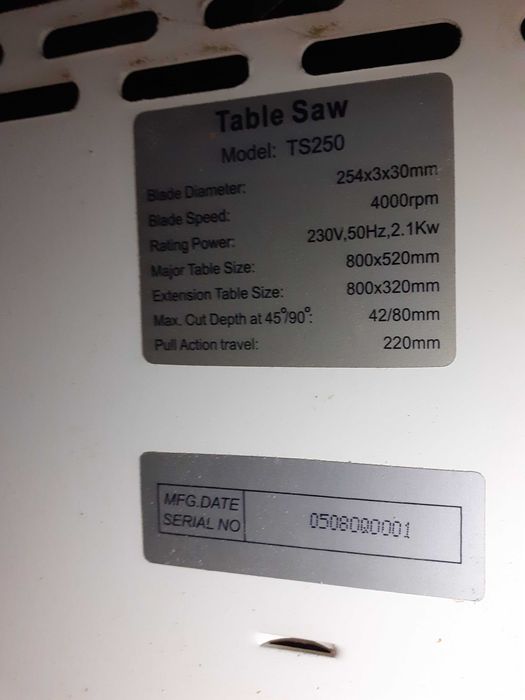 Table Saw
Model: TS250
Blade Diameter: 254x3x30mm
Blade Speed: 4000rpm
Rating Power: 230V,50Hz,2.1Kw
Major Table Size: 800x520mm
Extension Table Size: 800x320mm
Max. Cut Depth at 45°/90°: 42/80mm
Pull Action travel: 220mm
MFG.DATE
SERIAL NO 0508QQ0001